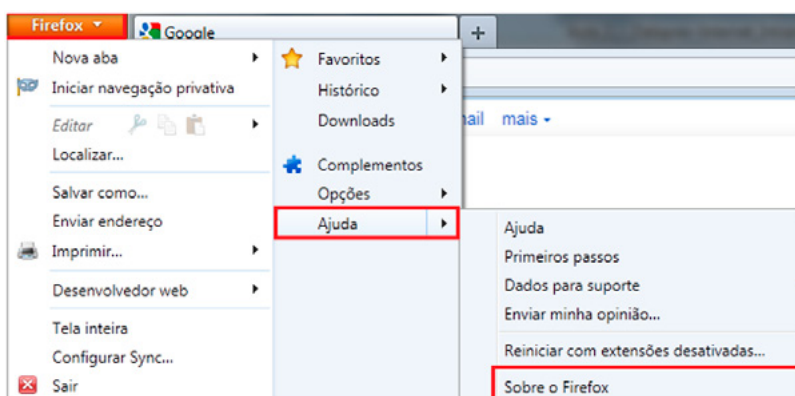 Firefox
Google
+
Nova aba
Iniciar navegação privativa
Editar
Localizar...
Salvar como...
Enviar endereço
Imprimir...
Desenvolvedor web
Tela inteira
Configurar Sync...
Sair
Favoritos
Histórico
Downloads
Complementos
Opções
Ajuda
mais
Ajuda
Primeiros passos
Dados para suporte
Enviar minha opinião...
Reiniciar com extensões desativadas...
Sobre o Firefox